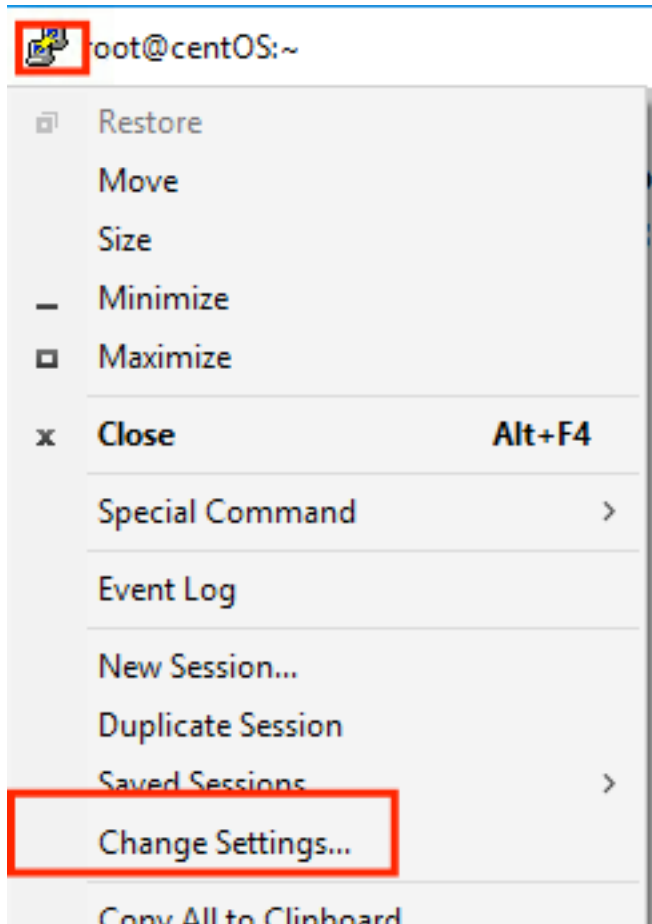 root@centOS:~
Restore
Move
Size
Minimize
Maximize
Close Alt+F4
Special Command
Event Log
New Session...
Duplicate Session
Saved Sessions
Change Settings...
Copy All to Clipboard